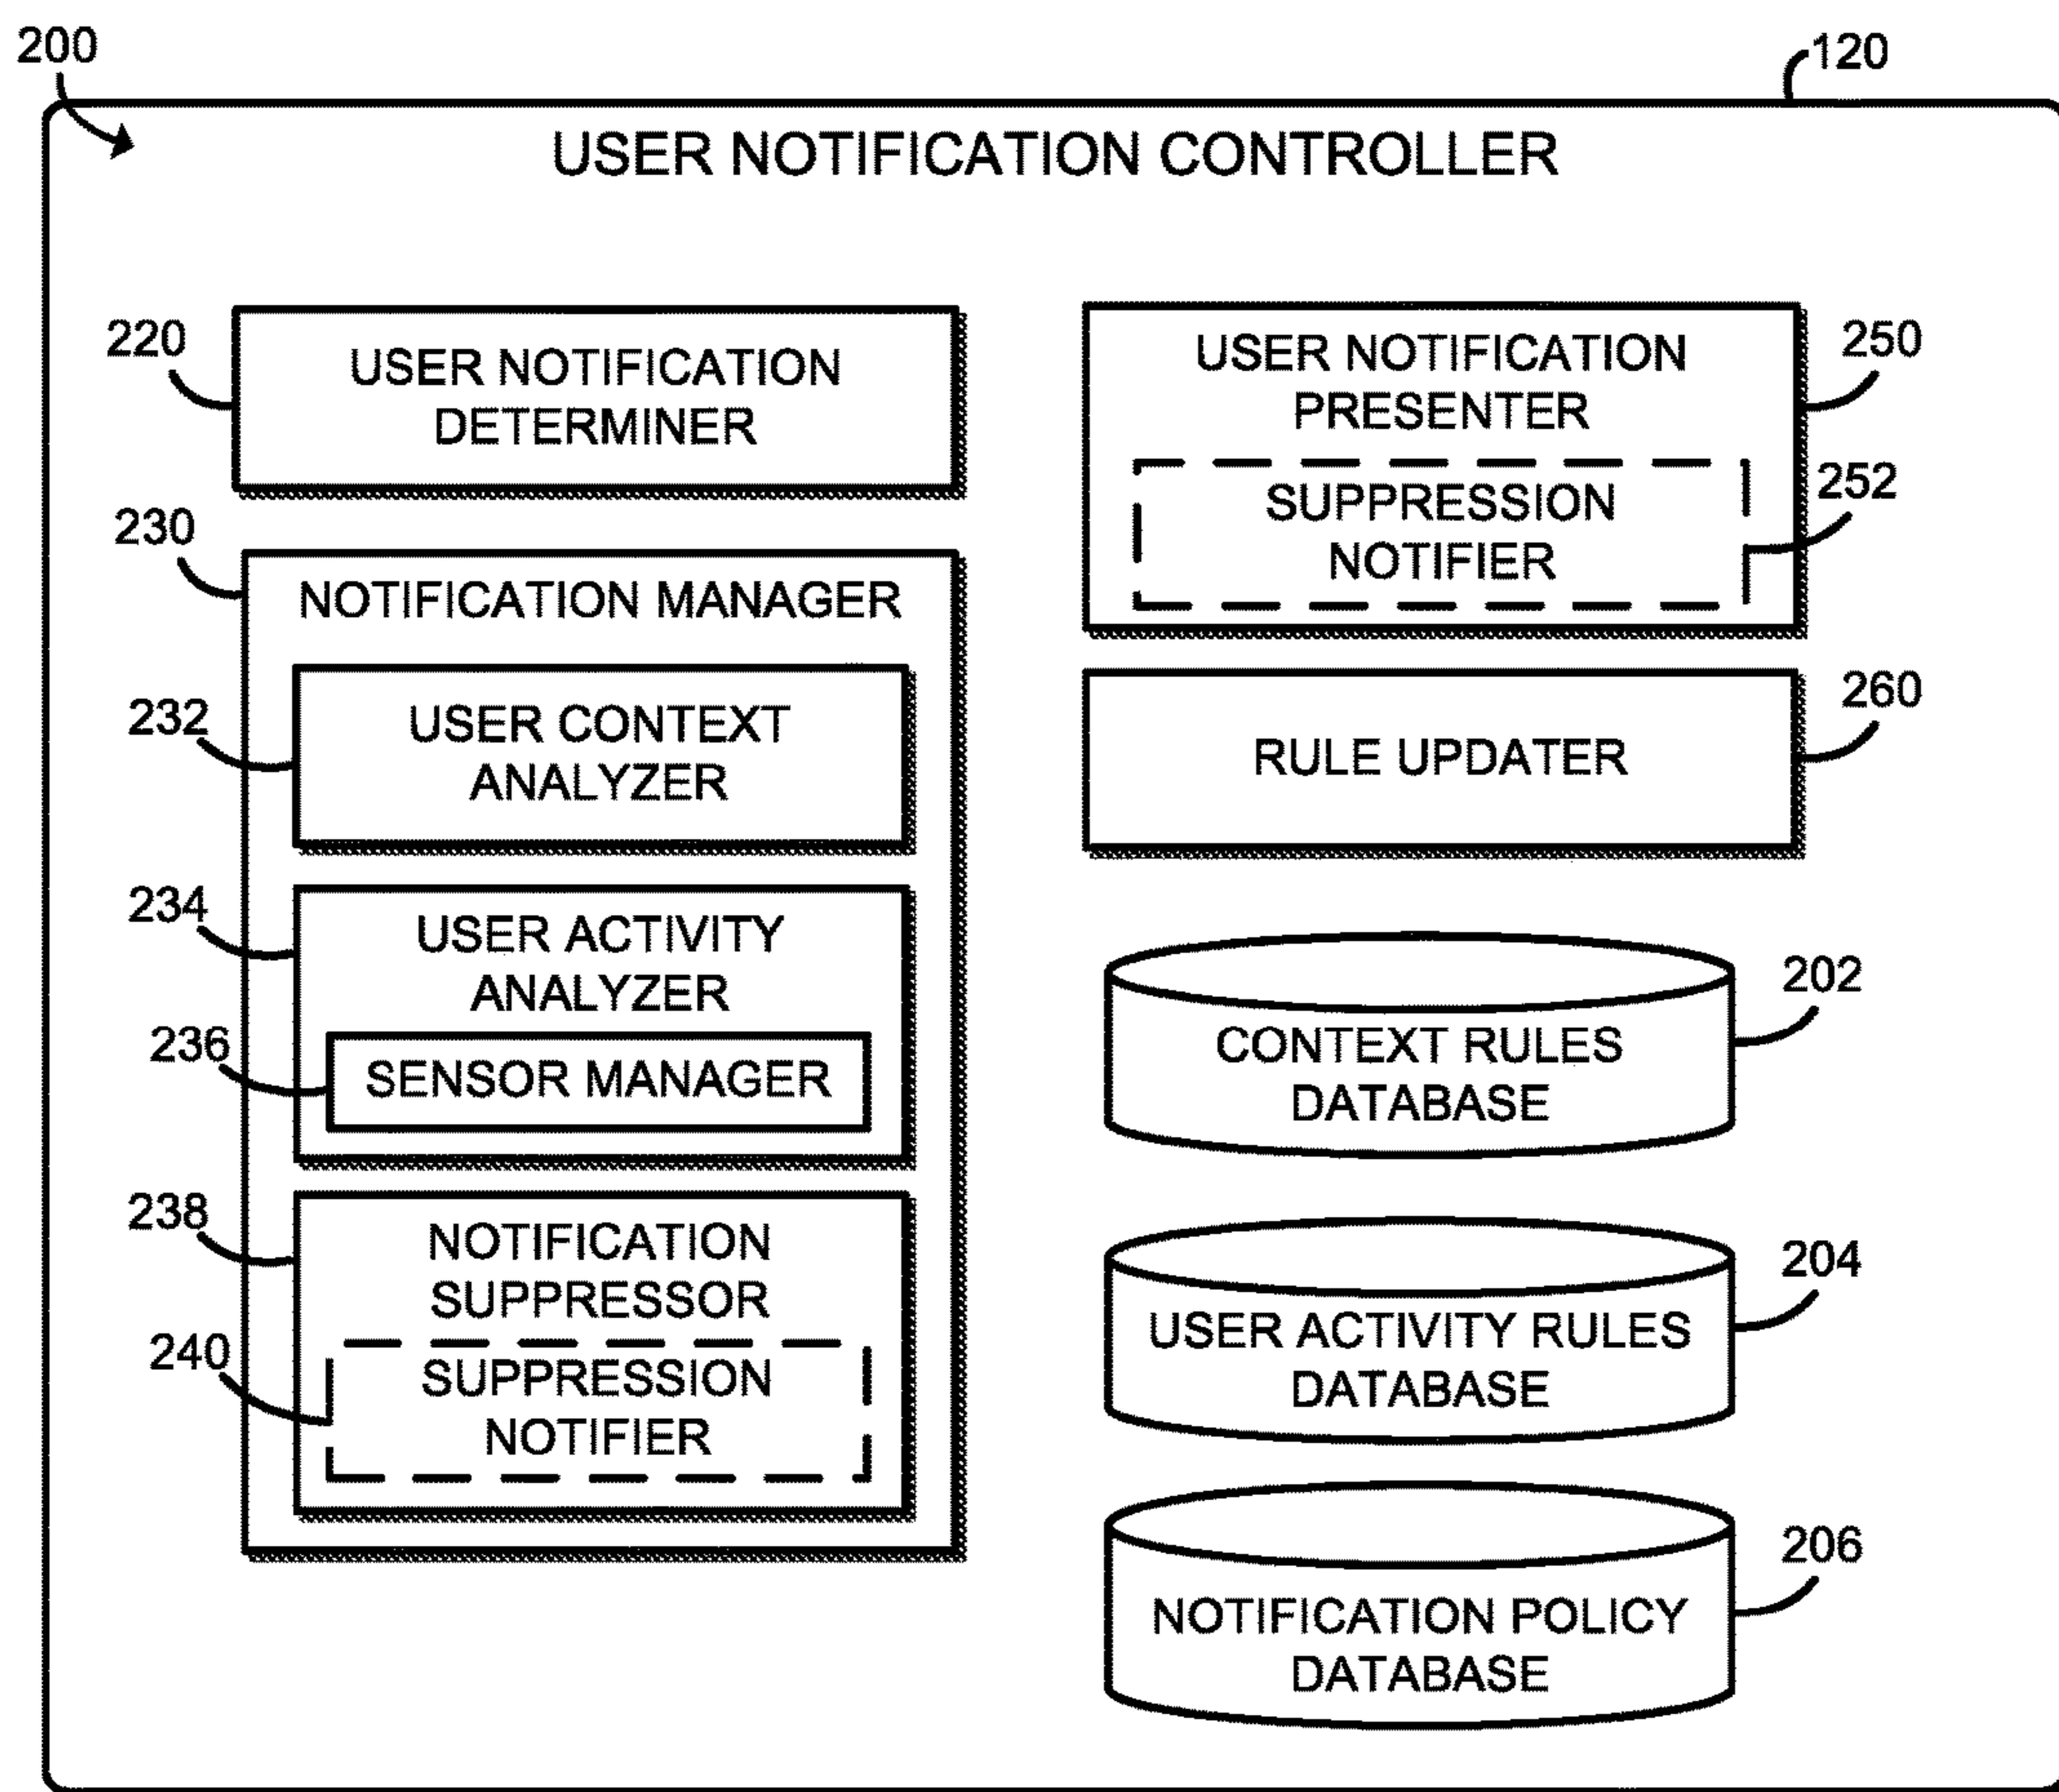 200
120
USER NOTIFICATION CONTROLLER
220
USER NOTIFICATION
DETERMINER
230
NOTIFICATION MANAGER
232
USER CONTEXT
ANALYZER
234
USER ACTIVITY
ANALYZER
236
SENSOR MANAGER
238
NOTIFICATION
SUPPRESSOR
240
SUPPRESSION
NOTIFIER
250
USER NOTIFICATION
PRESENTER
252
SUPPRESSION
NOTIFIER
260
RULE UPDATER
202
CONTEXT RULES
DATABASE
204
USER ACTIVITY RULES
DATABASE
206
NOTIFICATION POLICY
DATABASE